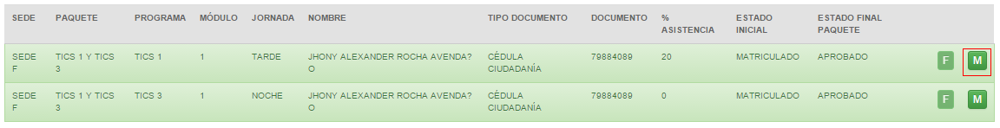 SEDE PAQUETE PROGRAMA MÓDULO JORNADA NOMBRE TIPO DOCUMENTO DOCUMENTO % ASISTENCIA ESTADO INICIAL ESTADO FINAL PAQUETE
SEDE F TICS 1 Y TICS 3 TICS 1 1 TARDE JHONY ALEXANDER ROCHA AVENDA?O CÉDULA CIUDADANÍA 79884089 20 MATRICULADO APROBADO F M
SEDE F TICS 1 Y TICS 3 TICS 3 1 NOCHE JHONY ALEXANDER ROCHA AVENDA?O CÉDULA CIUDADANÍA 79884089 0 MATRICULADO APROBADO F M